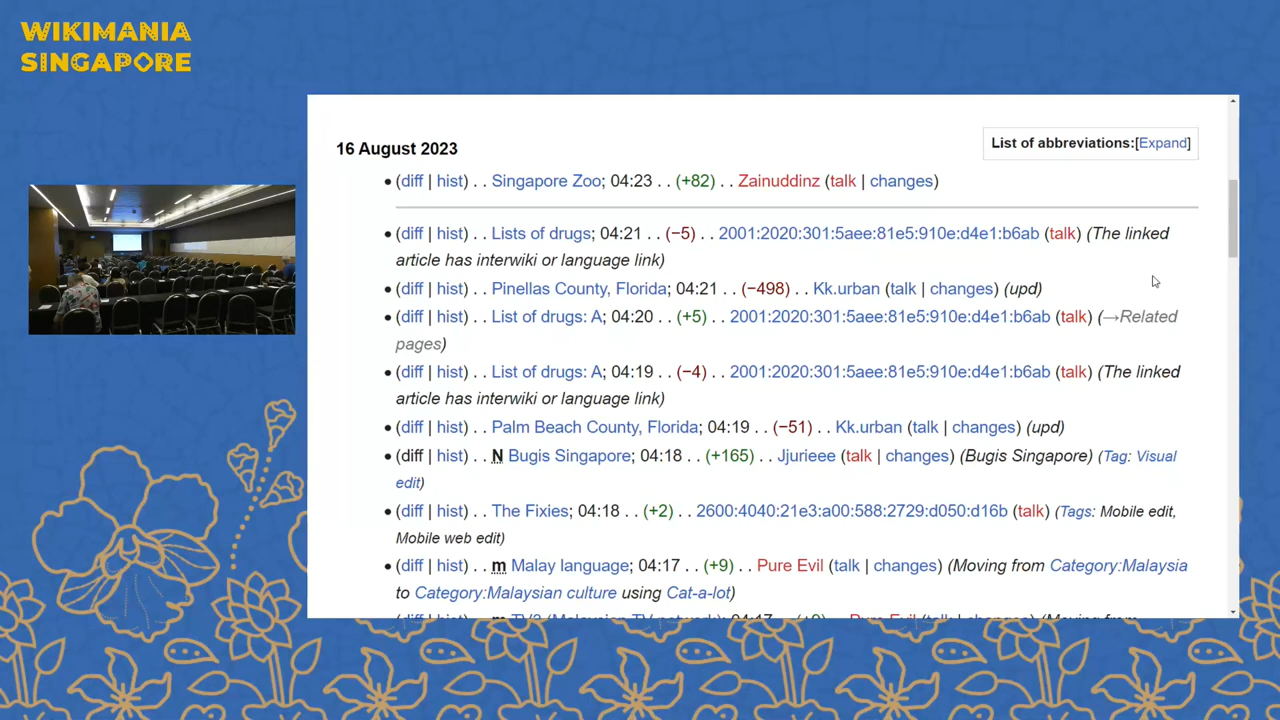 WIKIMANIA
SINGAPORE
List of abbreviations:[Expand]
16 August 2023
• (diff | hist) . . Singapore Zoo; 04:23 . . (+82) . . Zainuddinz (talk | changes)
• (diff | hist) . . Lists of drugs; 04:21 . . (−5) . . 2001:2020:301:5aee:81e5:910e:d4e1:b6ab (talk) (The linked
article has interwiki or language link)
• (diff | hist) . . Pinellas County, Florida; 04:21 . . (−498) . . Kk.urban (talk | changes) (upd)
• (diff | hist) . . List of drugs: A; 04:20 . . (+5) . . 2001:2020:301:5aee:81e5:910e:d4e1:b6ab (talk) (→Related
pages)
• (diff | hist) . . List of drugs: A; 04:19 . . (−4) . . 2001:2020:301:5aee:81e5:910e:d4e1:b6ab (talk) (The linked
article has interwiki or language link)
• (diff | hist) . . Palm Beach County, Florida; 04:19 . . (−51) . . Kk.urban (talk | changes) (upd)
• (diff | hist) . . N Bugis Singapore; 04:18 . . (+165) . . Jjurieee (talk | changes) (Bugis Singapore) (Tag: Visual
edit)
• (diff | hist) . . The Fixies; 04:18 . . (+2) . . 2600:4040:21e3:a00:588:2729:d050:d16b (talk) (Tags: Mobile edit,
Mobile web edit)
• (diff | hist) . . m Malay language; 04:17 . . (+9) . . Pure Evil (talk | changes) (Moving from Category:Malaysia
to Category:Malaysian culture using Cat-a-lot)